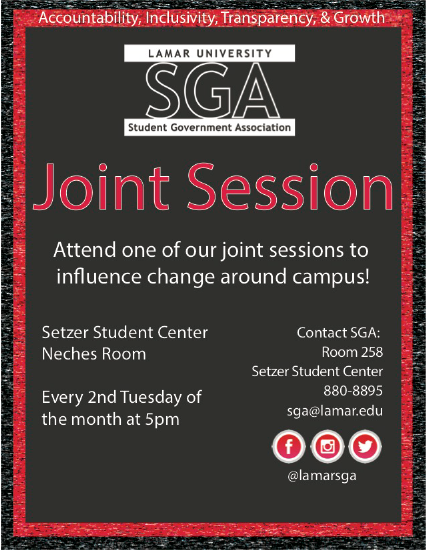 Accountability, Inclusivity, Transparency, & Growth
LAMAR UNIVERSITY
SGA
Student Government Association
Joint Session
Attend one of our joint sessions to
influence change around campus!
Setzer Student Center
Neches Room
Every 2nd Tuesday of
the month at 5pm
Contact SGA:
Room 258
Setzer Student Center
880-8895
sga@lamar.edu
@lamarsga